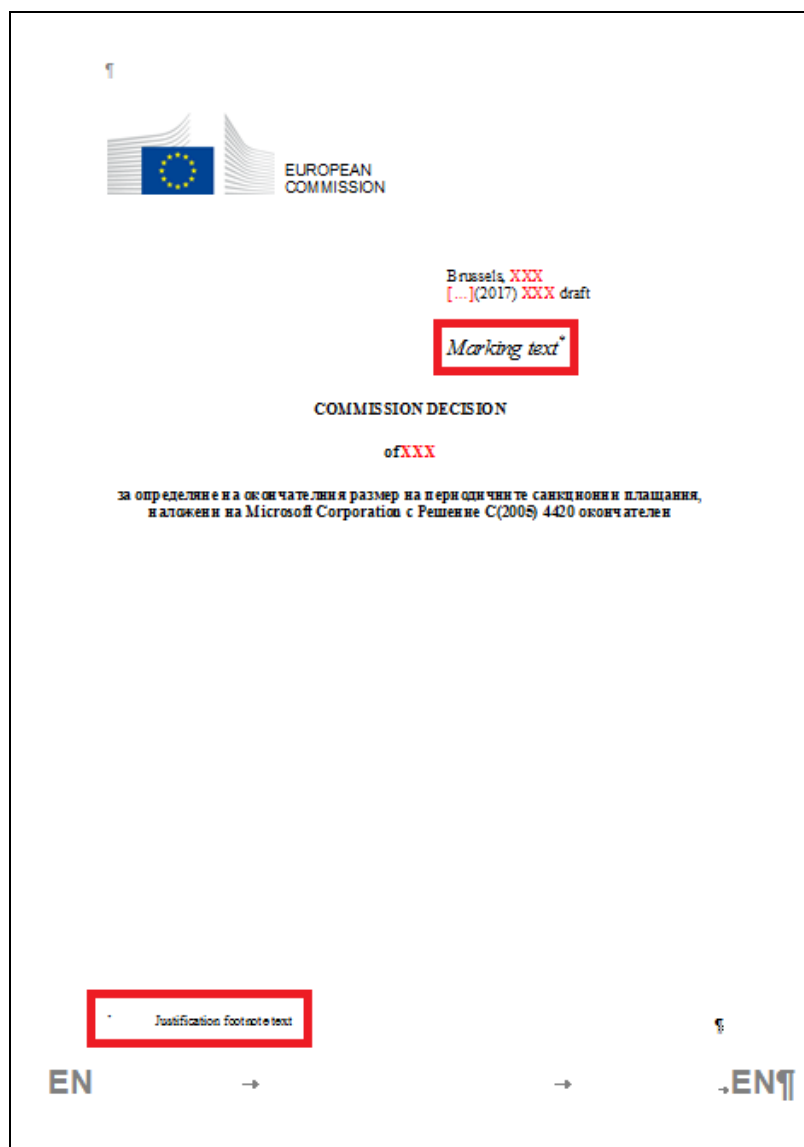 ¶
EUROPEAN
COMMISSION
Brussels, XXX
[…](2017) XXX draft
Marking text*
COMMISSION DECISION
of XXX
за определяне на окончателния размер на периодичните санкционни плащания,
наложени на Microsoft Corporation с Решение C(2005) 4420 окончателен
* Justification footnote text ¶
EN → → → EN¶